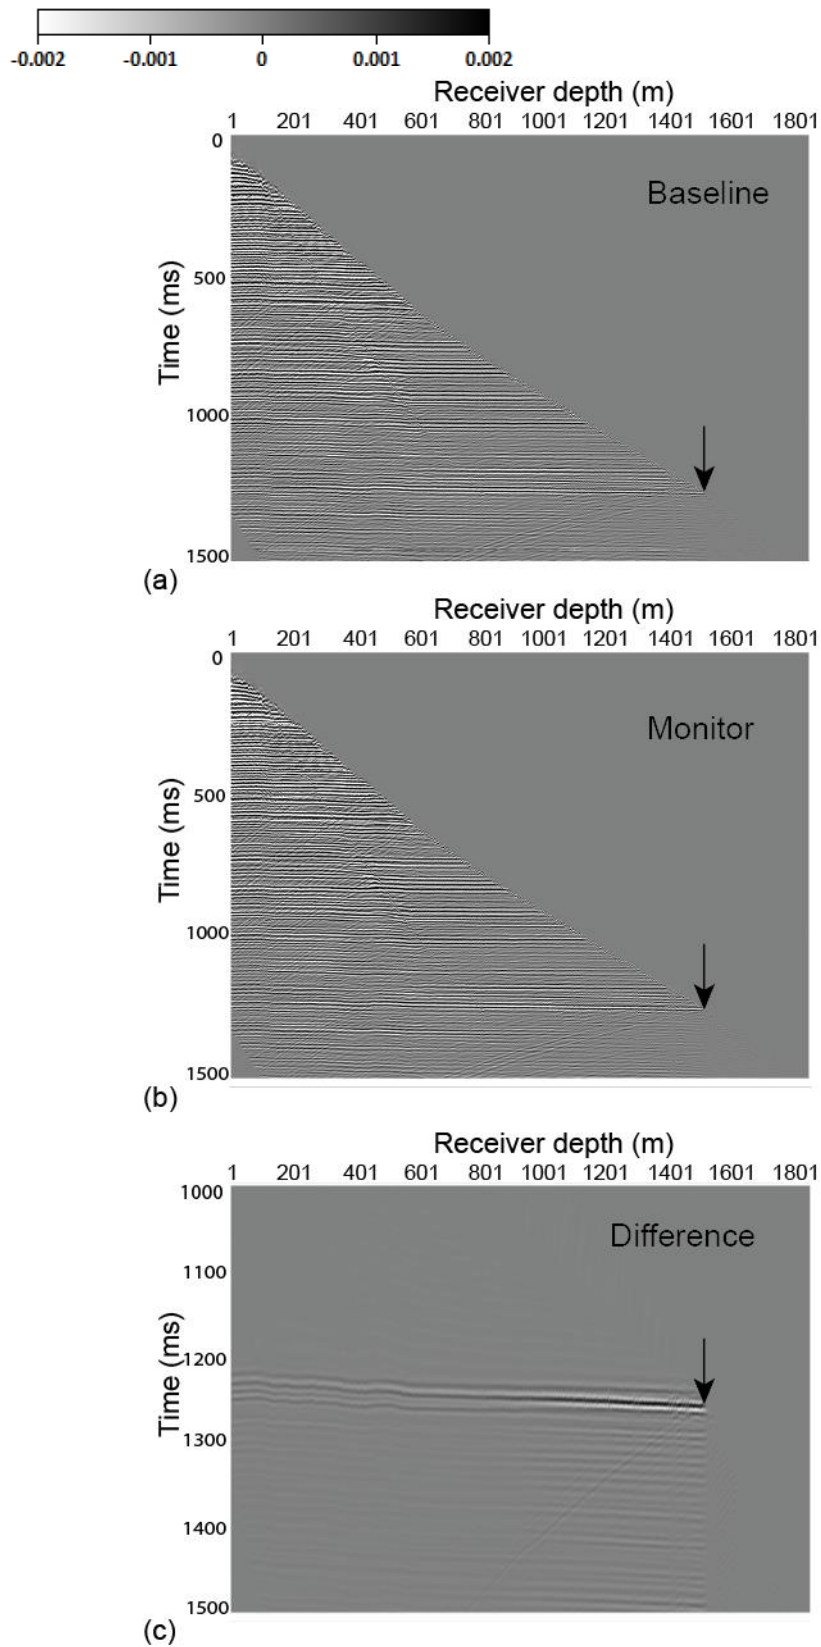 -0.002 -0.001 0 0.001 0.002
Receiver depth (m)
1 201 401 601 801 1001 1201 1401 1601 1801
0
Baseline
500
Time (ms)
1000
1500
(a)
Receiver depth (m)
1 201 401 601 801 1001 1201 1401 1601 1801
0
Monitor
500
Time (ms)
1000
1500
(b)
Receiver depth (m)
1 201 401 601 801 1001 1201 1401 1601 1801
1000
Difference
1100
1200
Time (ms)
1300
1400
1500
(c)